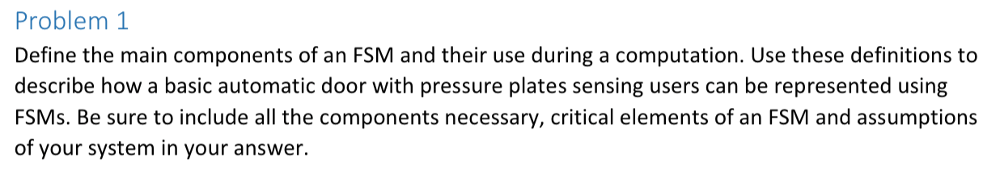 Problem 1
Define the main components of an FSM and their use during a computation. Use these definitions to
describe how a basic automatic door with pressure plates sensing users can be represented using
FSMs. Be sure to include all the components necessary, critical elements of an FSM and assumptions
of your system in your answer.